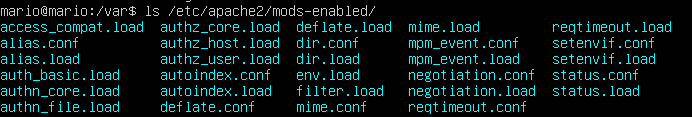 mario@mario:/var$ ls /etc/apache2/mods-enabled/
access_compat.load authz_core.load deflate.load mime.load reqtimeout.load
alias.conf authz_host.load dir.conf mpm_event.conf setenvif.conf
alias.load authz_user.load dir.load mpm_event.load setenvif.load
auth_basic.load autoindex.conf env.load negotiation.conf status.conf
authn_core.load autoindex.load filter.load negotiation.load status.load
authn_file.load deflate.conf mime.conf reqtimeout.conf